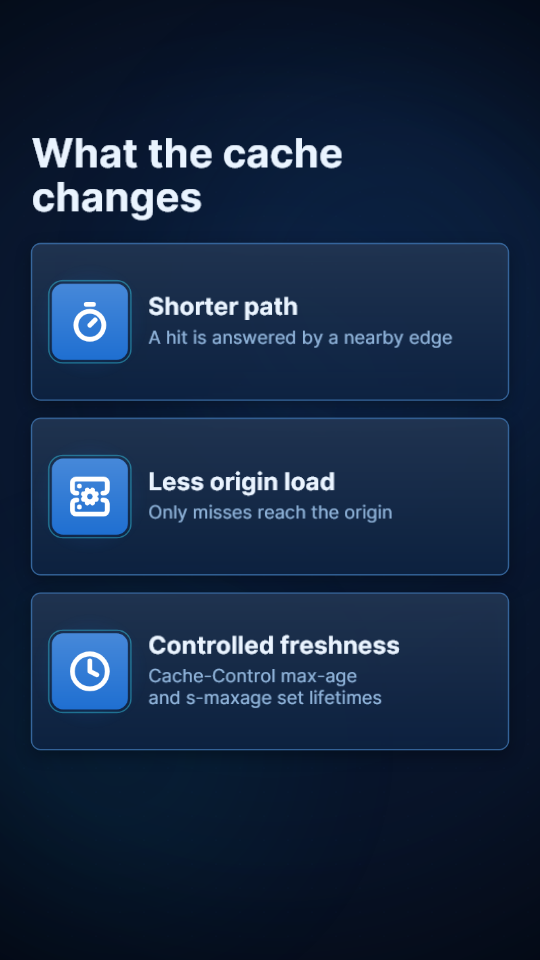 What the cache
changes
Shorter path
A hit is answered by a nearby edge
Less origin load
Only misses reach the origin
Controlled freshness
Cache-Control max-age
and s-maxage set lifetimes